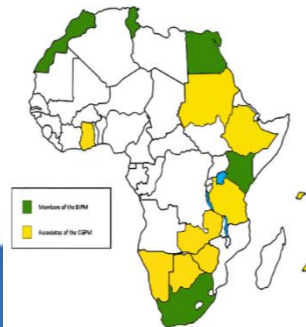 Members of the BIPM
Associates of the CGPM